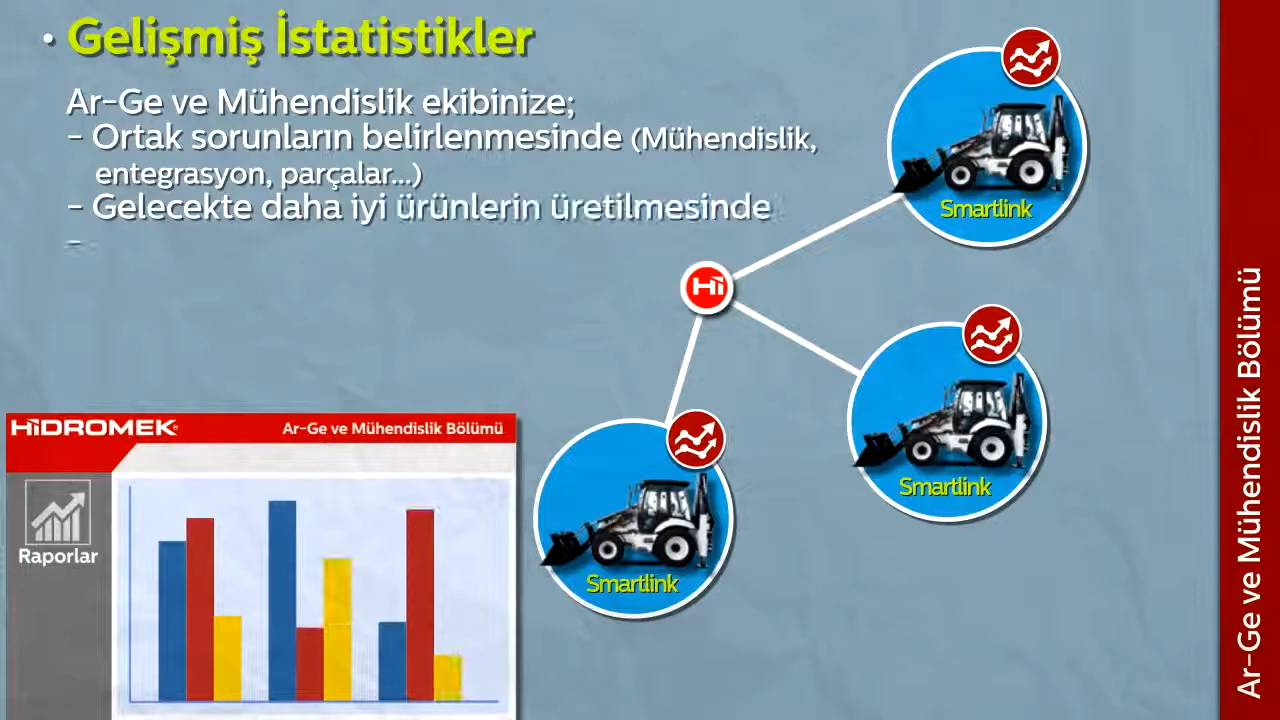 • Gelişmiş İstatistikler
Ar-Ge ve Mühendislik ekibinize;
- Ortak sorunların belirlenmesinde (Mühendislik,
entegrasyon, parçalar...)
- Gelecekte daha iyi ürünlerin üretilmesinde
-
Smartlink
Hi
Smartlink
Smartlink
HİDROMEK®
Ar-Ge ve Mühendislik Bölümü
Raporlar
Ar-Ge ve Mühendislik Bölümü